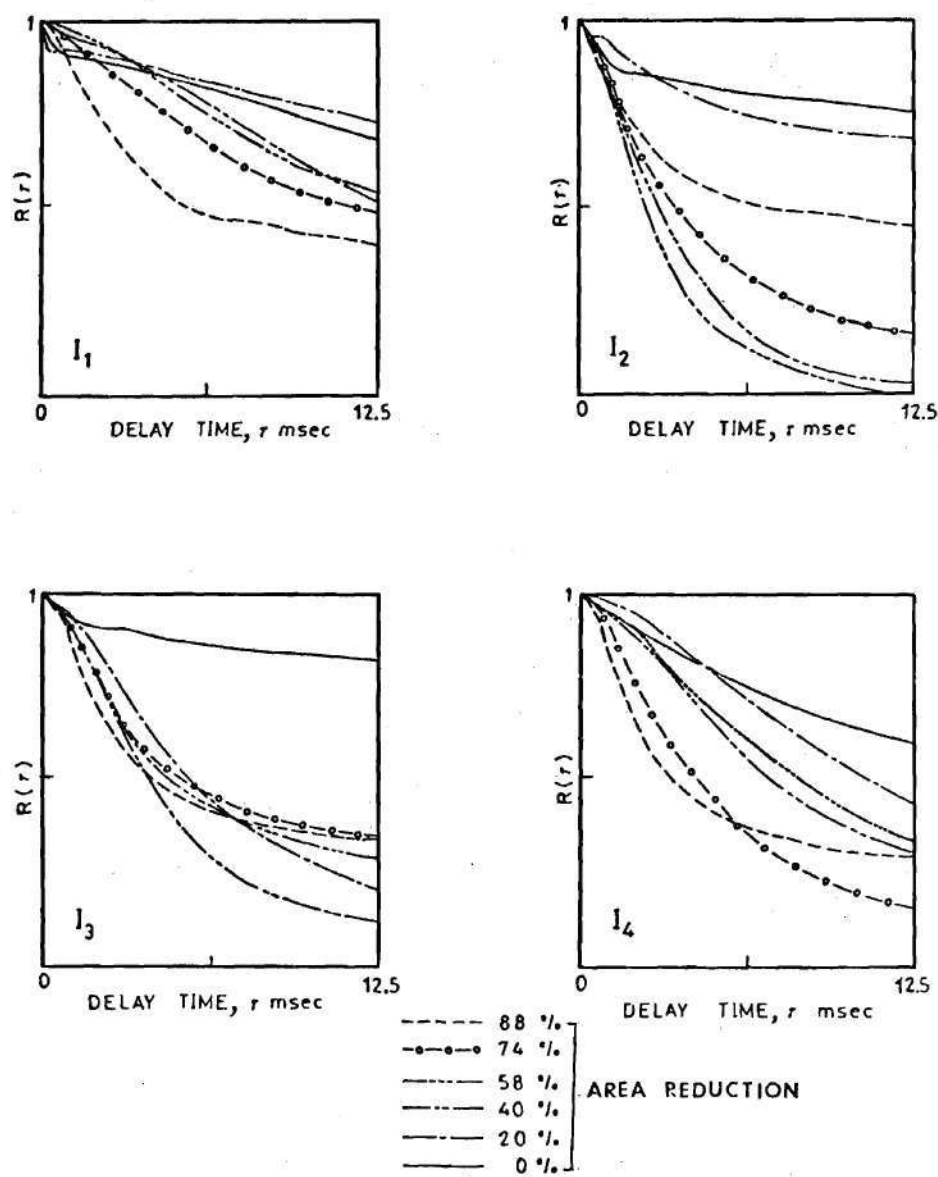 1
R(τ)
I1
0 12.5
DELAY TIME, τ msec
1
R(τ)
I2
0 12.5
DELAY TIME, τ msec
1
R(τ)
I3
0 12.5
DELAY TIME, τ msec
1
R(τ)
I4
0 12.5
DELAY TIME, τ msec
88 %
74 %
58 %
40 %
20 %
0 %
AREA REDUCTION